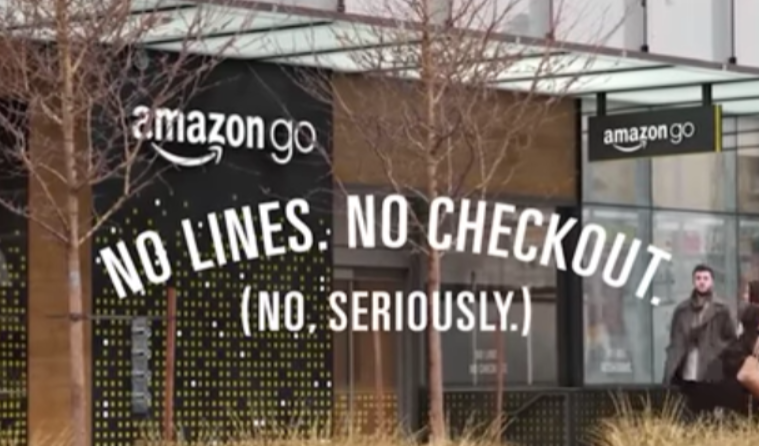 amazon go
amazon go
NO LINES. NO CHECKOUT.
(NO, SERIOUSLY.)